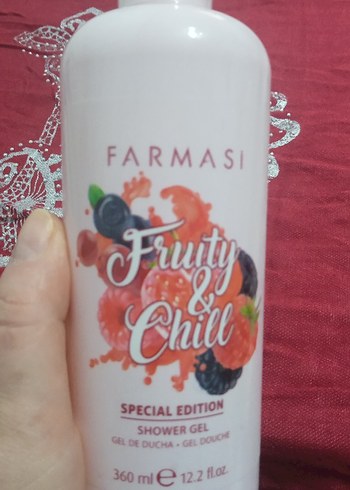 FARMASI
Fruity
&
Chill
SPECIAL EDITION
SHOWER GEL
GEL DE DUCHA • GEL DOUCHE
360 ml ℮ 12.2 fl.oz.